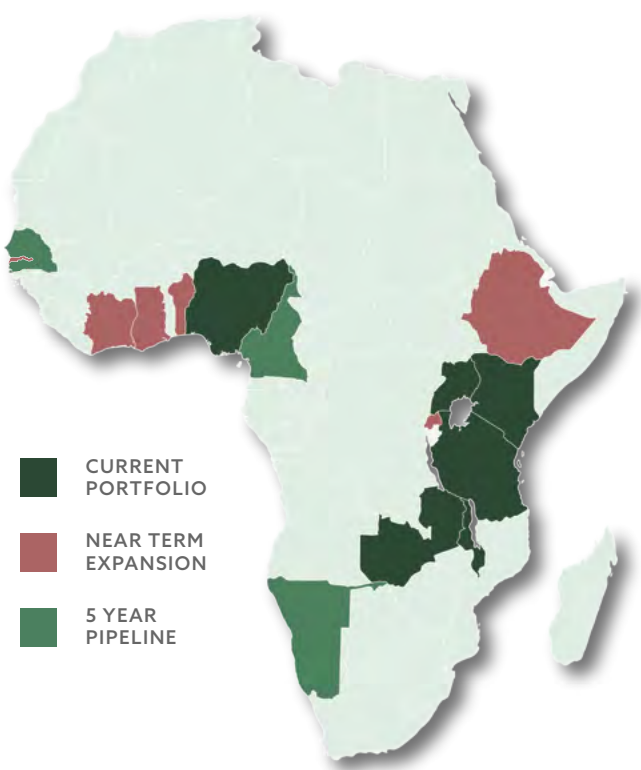 CURRENT
PORTFOLIO
NEAR TERM
EXPANSION
5 YEAR
PIPELINE